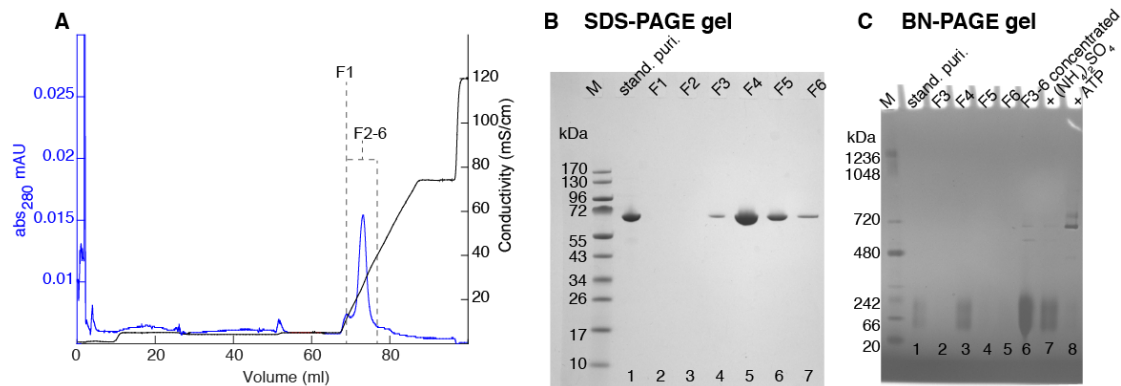 A
F1
F2-6
0.025
0.02
0.015
0.01
abs280 mAU
120
100
80
60
40
20
Conductivity (mS/cm)
0
20
40
60
80
Volume (ml)
B SDS-PAGE gel
M
stand. puri.
F1
F2
F3
F4
F5
F6
kDa
170
130
96
72
55
43
34
26
17
10
1 2 3 4 5 6 7
C BN-PAGE gel
M
stand. puri.
F3
F4
F5
F6
F3-6 concentrated
+ (NH4)2SO4
+ ATP
kDa
1236
1048
720
480
242
66
20
1 2 3 4 5 6 7 8